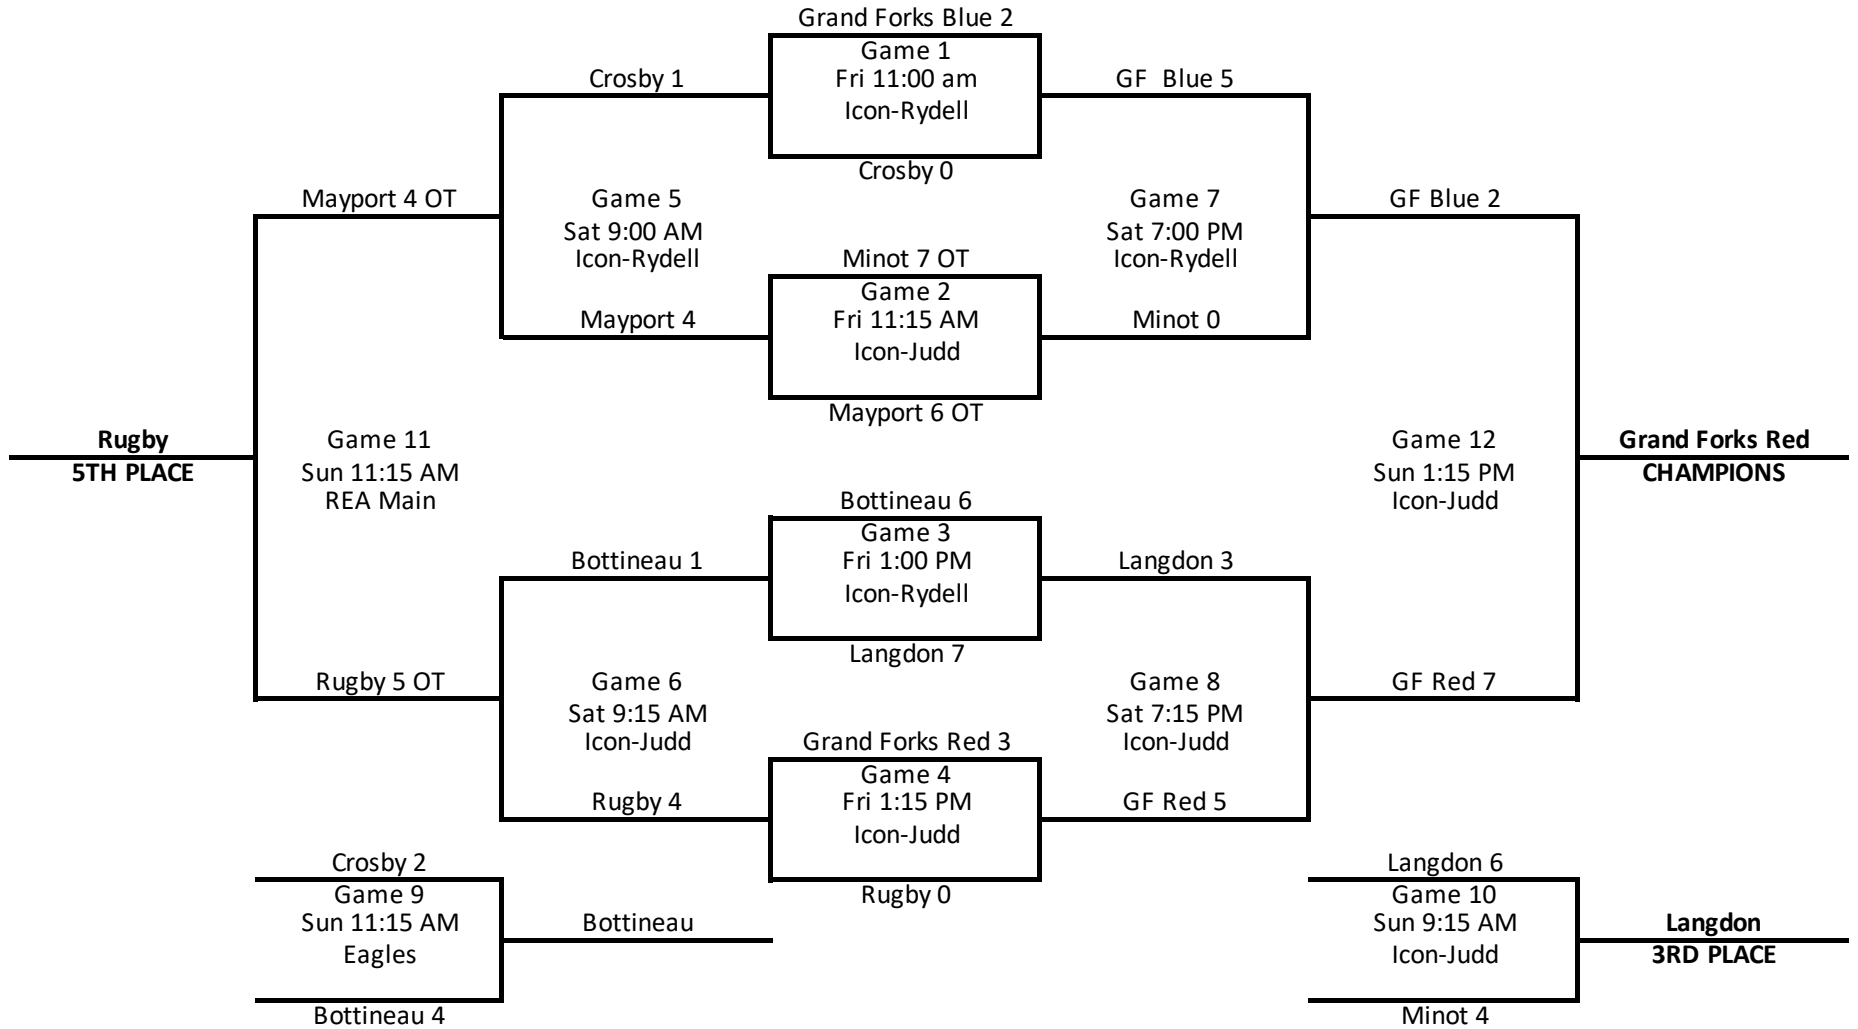 Grand Forks Blue 2
Game 1
Crosby 1
Fri 11:00 am
GF Blue 5
Icon-Rydell
Crosby 0
Mayport 4 OT
Game 5
Game 7
GF Blue 2
Sat 9:00 AM
Sat 7:00 PM
Icon-Rydell
Minot 7 OT
Icon-Rydell
Game 2
Mayport 4
Fri 11:15 AM
Minot 0
Icon-Judd
Mayport 6 OT
Rugby
Game 11
Game 12
Grand Forks Red
5TH PLACE
Sun 11:15 AM
Sun 1:15 PM
CHAMPIONS
REA Main
Bottineau 6
Icon-Judd
Game 3
Bottineau 1
Fri 1:00 PM
Langdon 3
Icon-Rydell
Langdon 7
Rugby 5 OT
Game 6
Game 8
GF Red 7
Sat 9:15 AM
Sat 7:15 PM
Icon-Judd
Grand Forks Red 3
Icon-Judd
Game 4
Rugby 4
Fri 1:15 PM
GF Red 5
Icon-Judd
Crosby 2
Langdon 6
Game 9
Rugby 0
Game 10
Sun 11:15 AM
Bottineau
Sun 9:15 AM
Langdon
Eagles
Icon-Judd
3RD PLACE
Bottineau 4
Minot 4